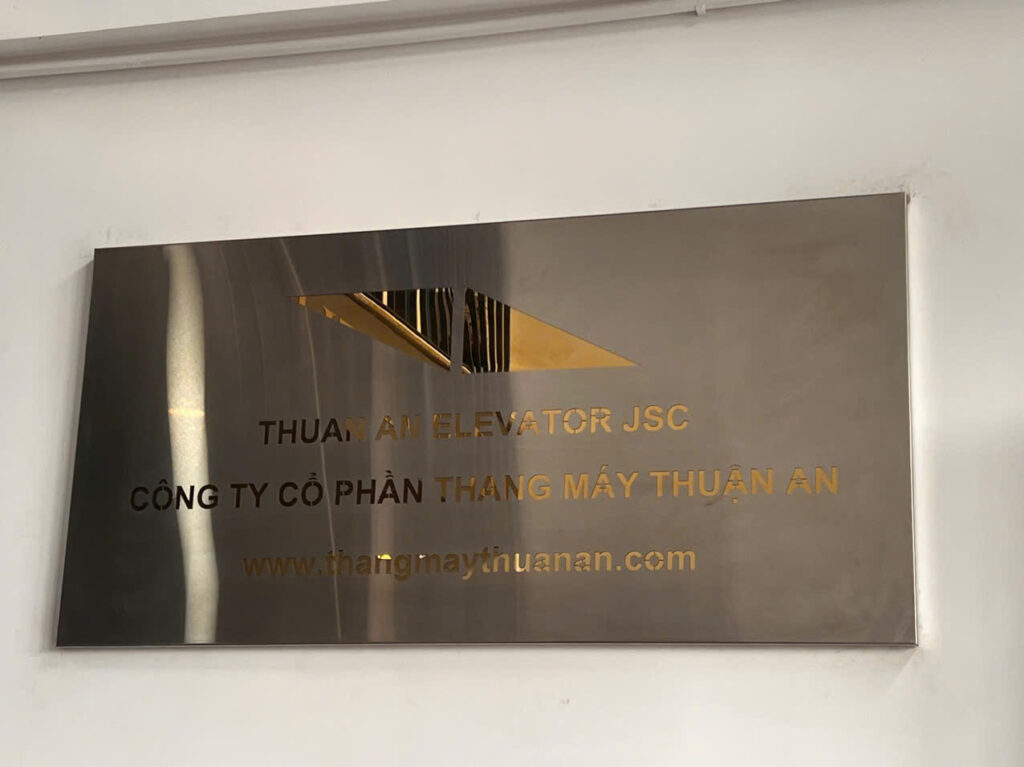 THUAN AN ELEVATOR JSC
CÔNG TY CỔ PHẦN THANG MÁY THUẬN AN
www.thangmaythuanan.com